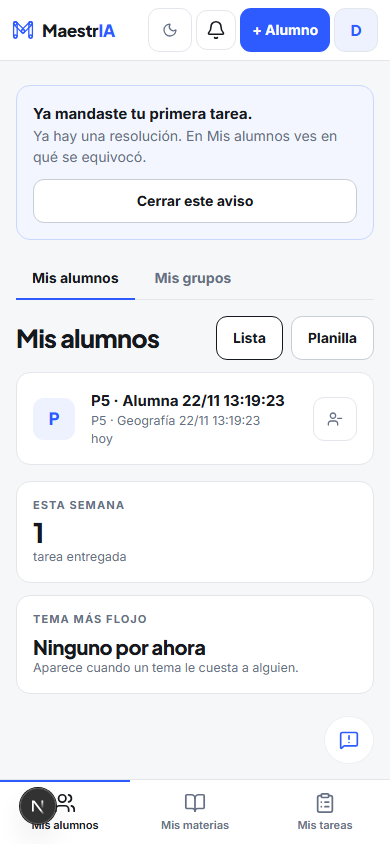 MaestrIA
+ Alumno
D
Ya mandaste tu primera tarea.
Ya hay una resolución. En Mis alumnos ves en
qué se equivocó.
Cerrar este aviso
Mis alumnos
Mis grupos
Mis alumnos
Lista
Planilla
P
P5 · Alumna 22/11 13:19:23
P5 · Geografía 22/11 13:19:23
hoy
ESTA SEMANA
1
tarea entregada
TEMA MÁS FLOJO
Ninguno por ahora
Aparece cuando un tema le cuesta a alguien.
N
Mis alumnos
Mis materias
Mis tareas